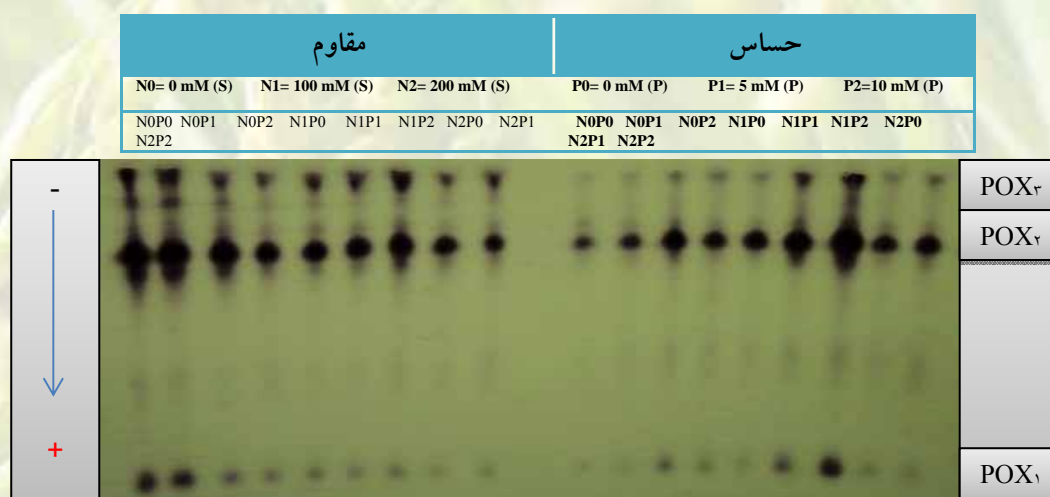 مقاوم
حساس
N0= 0 mM (S) N1= 100 mM (S) N2= 200 mM (S)
P0= 0 mM (P) P1= 5 mM (P) P2=10 mM (P)
N0P0 N0P1 N0P2 N1P0 N1P1 N1P2 N2P0 N2P1
N2P2
N0P0 N0P1 N0P2 N1P0 N1P1 N1P2 N2P0
N2P1 N2P2
-
+
POX۳
POX۲
POX۱